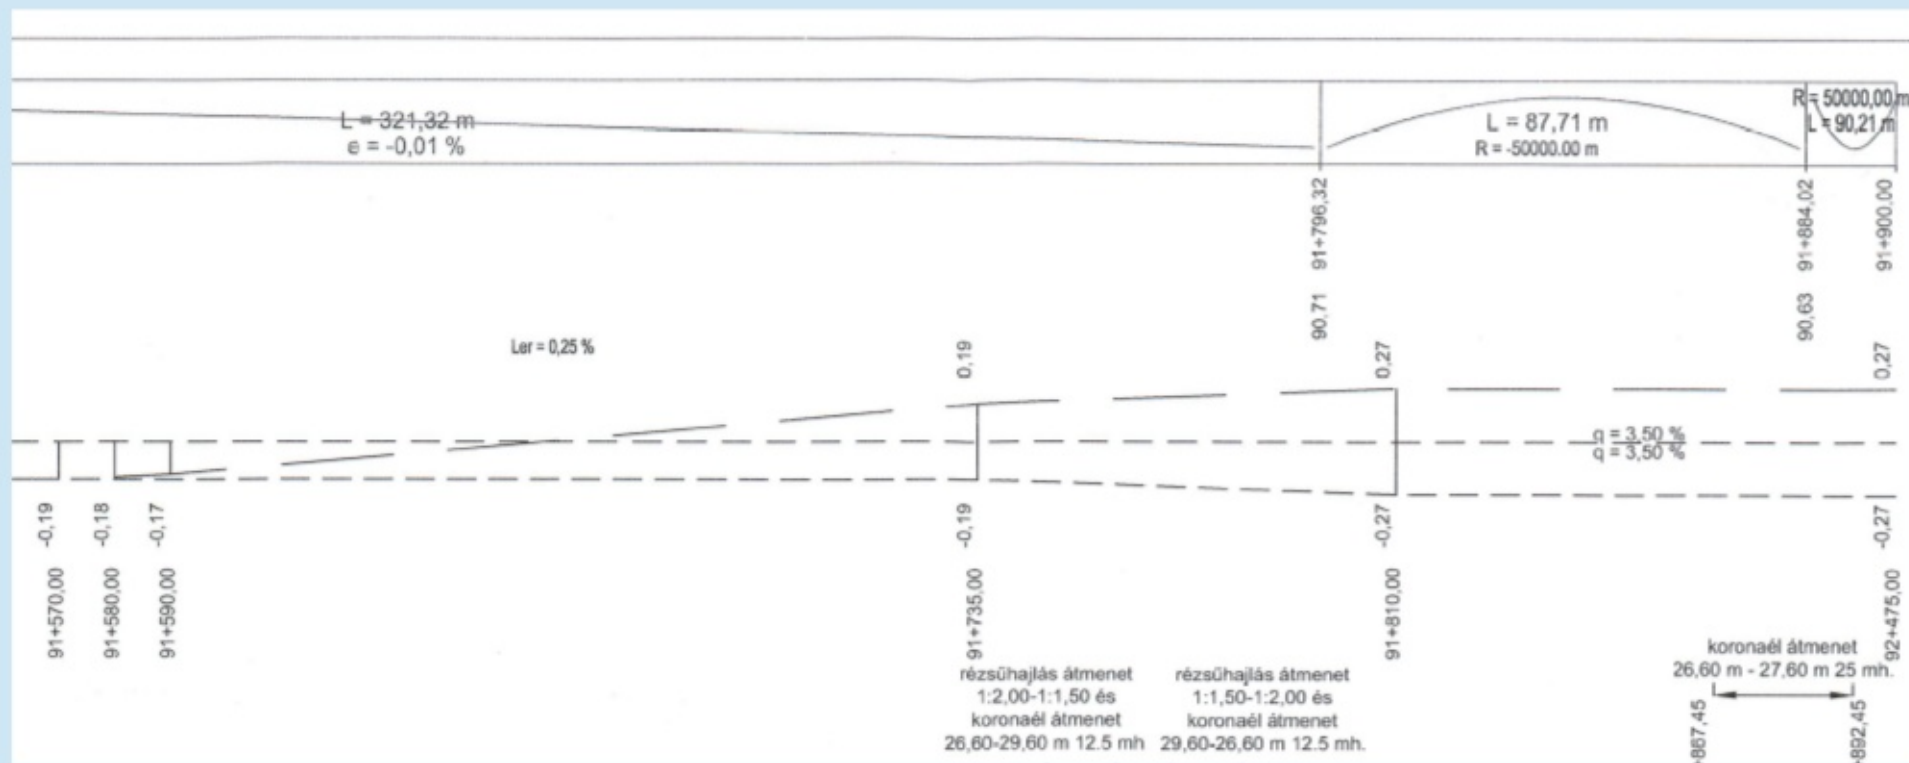 L = 321,32 m
e = -0,01 %
L = 87,71 m
R = -50000.00 m
R = 50000,00 m
L = 90,21 m
91+796,32
91+884,02
91+900,00
90,71
90,63
Ler = 0,25 %
0,19
0,27
0,27
q = 3,50 %
q = 3,50 %
-0,19
-0,18
-0,17
-0,19
-0,27
-0,27
91+570,00
91+580,00
91+590,00
91+735,00
91+810,00
92+475,00
rézsűhajlás átmenet
1:2,00-1:1,50 és
koronaél átmenet
26,60-29,60 m 12.5 mh
rézsűhajlás átmenet
1:1,50-1:2,00 és
koronaél átmenet
29,60-26,60 m 12.5 mh.
koronaél átmenet
26,60 m - 27,60 m 25 mh.
+867,45
+892,45